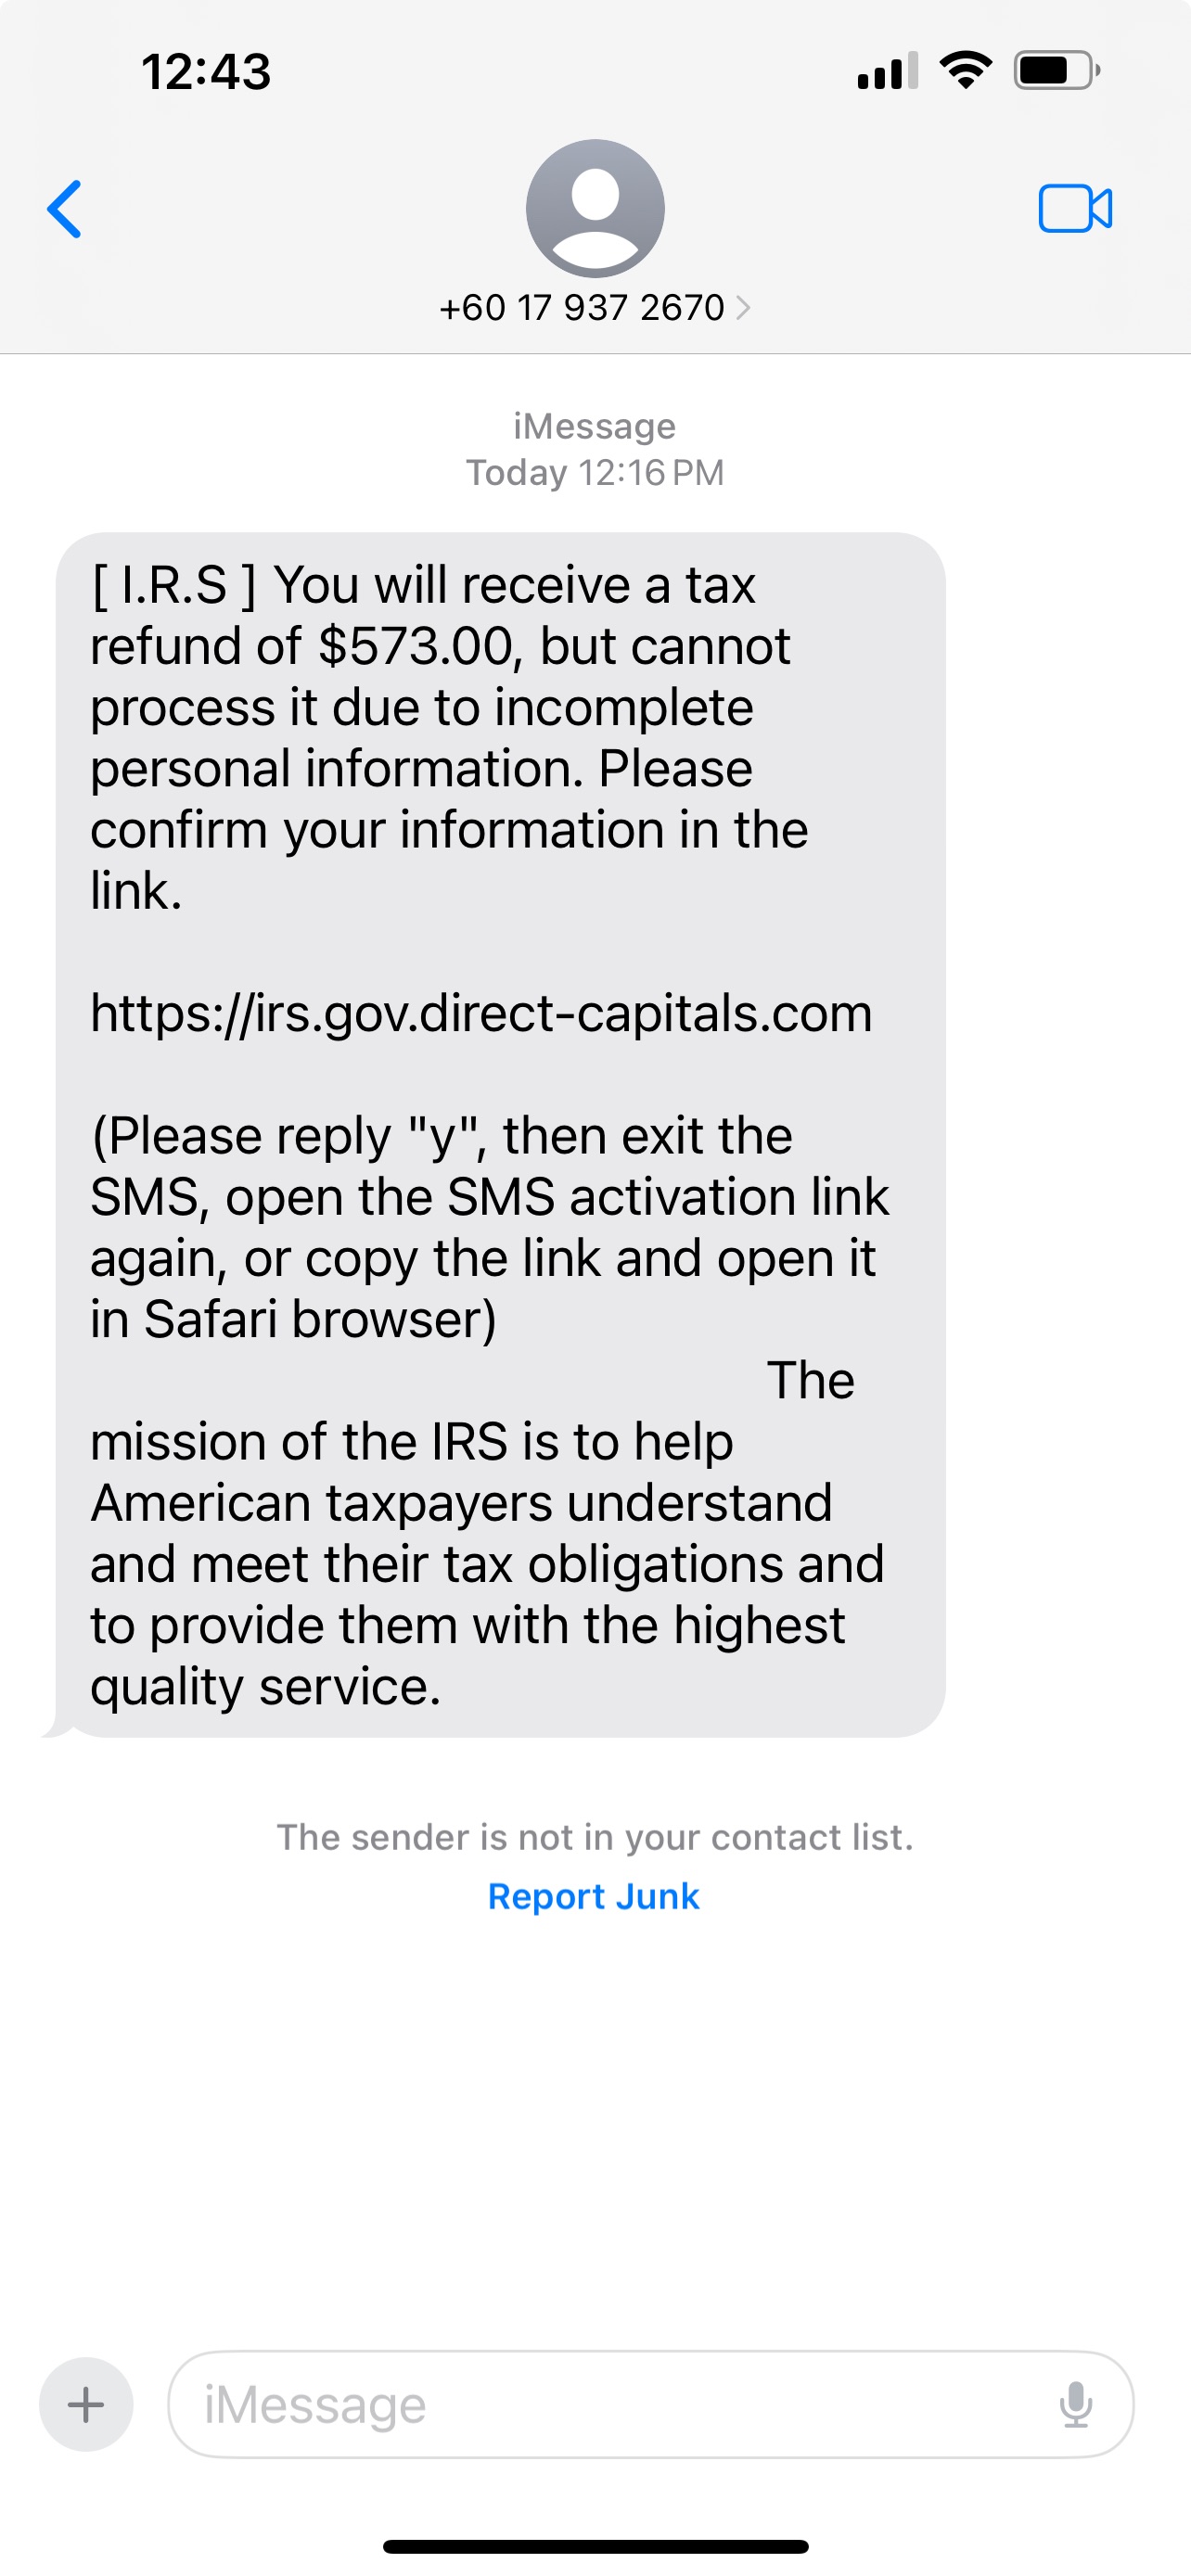 12:43
+60 17 937 2670
iMessage
Today 12:16 PM
[ I.R.S ] You will receive a tax
refund of $573.00, but cannot
process it due to incomplete
personal information. Please
confirm your information in the
link.
https://irs.gov.direct-capitals.com
(Please reply "y", then exit the
SMS, open the SMS activation link
again, or copy the link and open it
in Safari browser)
The
mission of the IRS is to help
American taxpayers understand
and meet their tax obligations and
to provide them with the highest
quality service.
The sender is not in your contact list.
Report Junk
iMessage